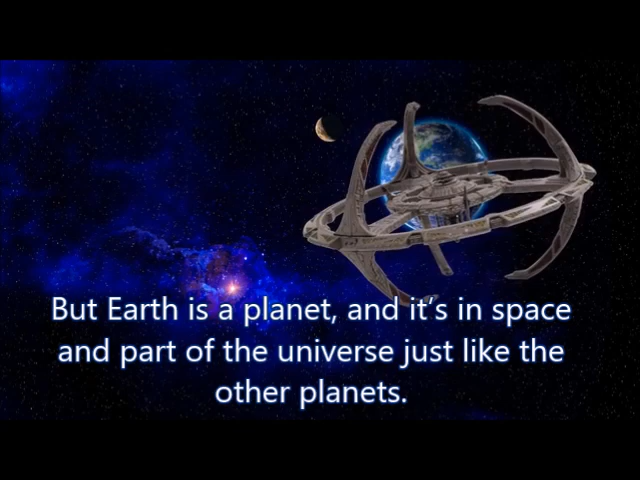 But Earth is a planet, and it’s in space
and part of the universe just like the
other planets.